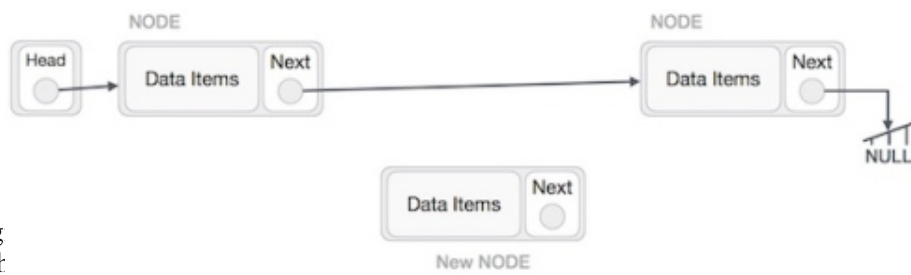 NODE
NODE
Head
Data Items
Next
Data Items
Next
NULL
Data Items
Next
New NODE